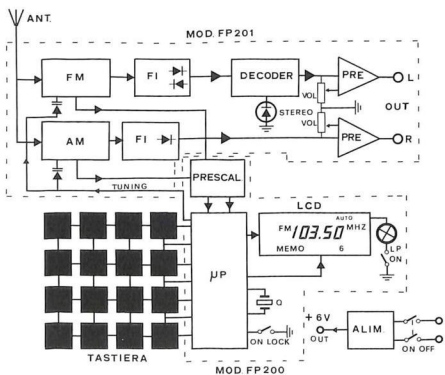 ANT.
MOD. FP201
FM
FI
DECODER
PRE
L
VOL
STEREO
OUT
VOL
AM
FI
PRE
R
TUNING
PRESCAL
LCD
AUTO
FM 103.50 MHZ
MEMO 6
LP
ON
µP
Q
ON LOCK
TASTIERA
MOD FP200
+ 6V
OUT
ALIM.
ON OFF